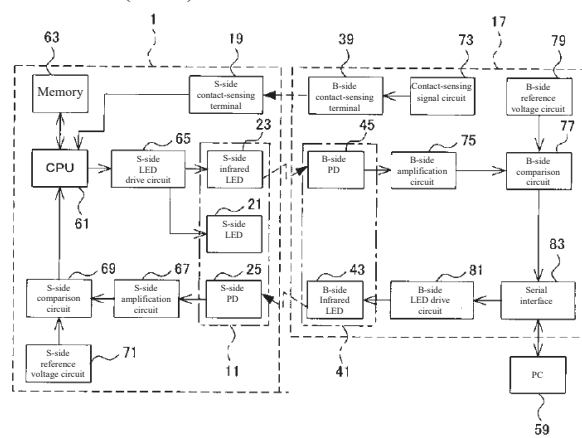 1
17
63
19
39
73
79
Memory
S-side
contact-sensing
terminal
B-side
contact-sensing
terminal
Contact-sensing
signal circuit
B-side
reference
voltage circuit
65
23
45
75
77
CPU
S-side
LED
drive circuit
S-side
infrared
LED
B-side
PD
B-side
amplification
circuit
B-side
comparison
circuit
61
21
S-side
LED
83
69
67
25
43
81
S-side
comparison
circuit
S-side
amplification
circuit
S-side
PD
B-side
Infrared
LED
B-side
LED drive
circuit
Serial
interface
S-side
reference
voltage circuit
71
11
41
PC
59